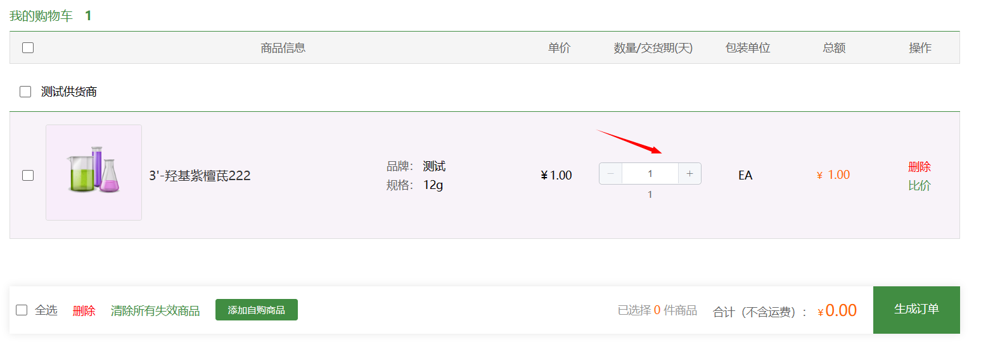 我的购物车 1
商品信息 单价 数量/交货期(天) 包装单位 总额 操作
测试供货商
3'-羟基紫檀芪222 品牌： 测试 规格： 12g ¥1.00 − 1 + 1 EA ¥ 1.00 删除 比价
全选 删除 清除所有失效商品 添加自购商品 已选择 0 件商品 合计（不含运费）： ¥0.00 生成订单